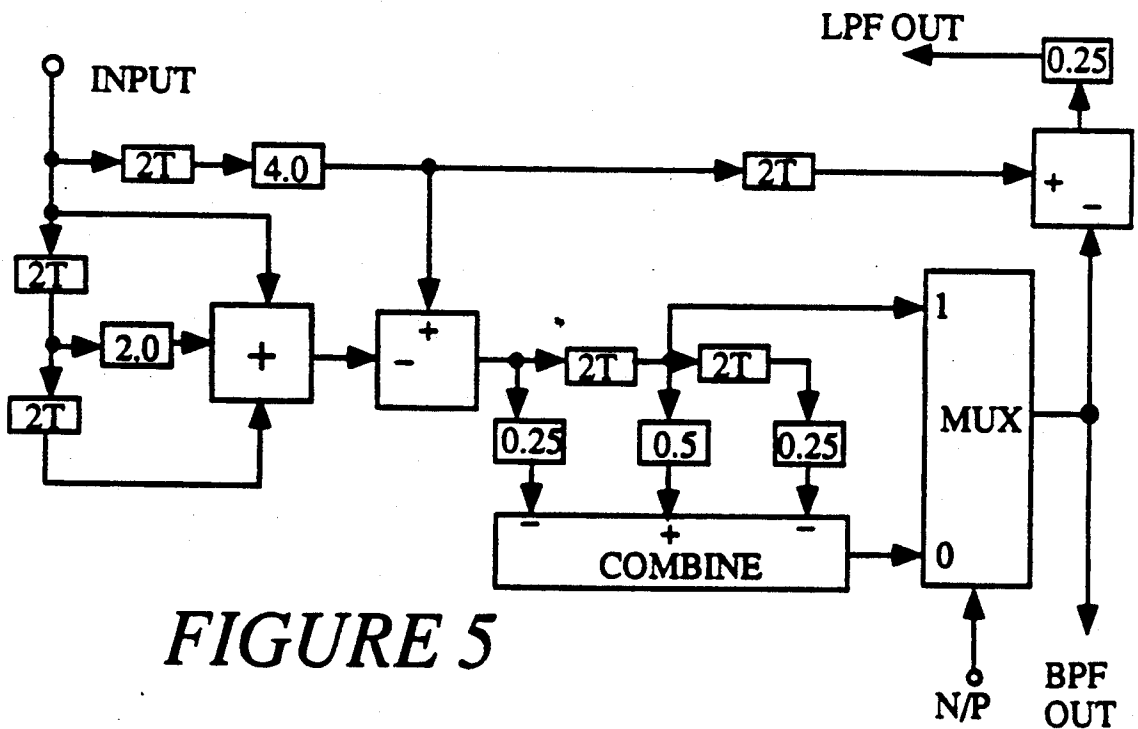 LPF OUT
0.25
INPUT
2T
4.0
2T
+
-
2T
2.0
+
+
-
1
2T
2T
2T
MUX
0.25
0.5
0.25
-
+
-
COMBINE
0
FIGURE 5
N/P
BPF
OUT